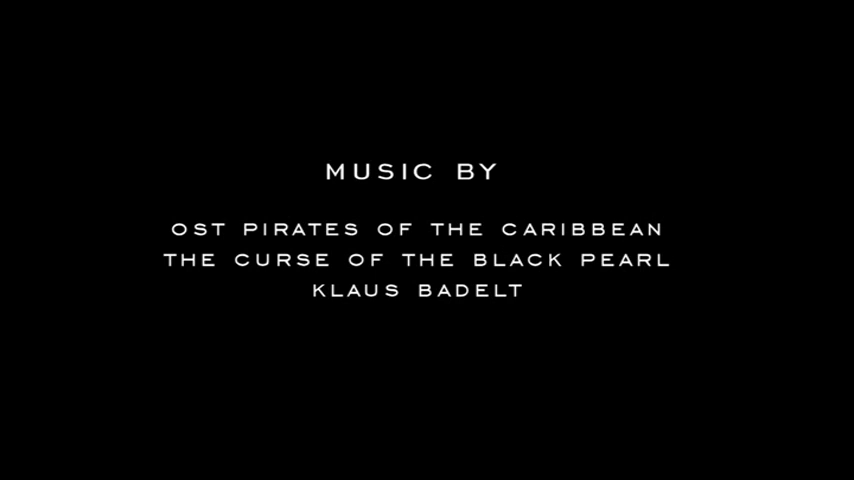 MUSIC BY
OST PIRATES OF THE CARIBBEAN
THE CURSE OF THE BLACK PEARL
KLAUS BADELT